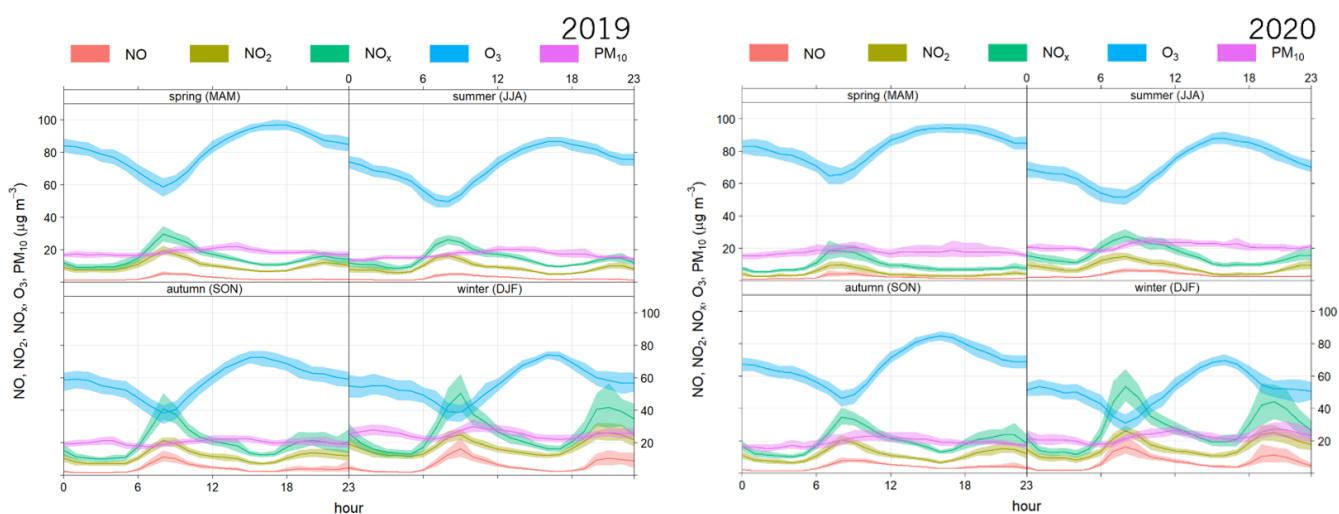 2019
NO NO₂ NOₓ O₃ PM₁₀
0 6 12 18 23
spring (MAM) summer (JJA)
100
80
60
40
20
autumn (SON) winter (DJF)
100
80
60
40
20
0 6 12 18 23
hour
NO, NO₂, NOₓ, O₃, PM₁₀ (µg m⁻³)
2020
NO NO₂ NOₓ O₃ PM₁₀
0 6 12 18 23
spring (MAM) summer (JJA)
100
80
60
40
20
autumn (SON) winter (DJF)
100
80
60
40
20
0 6 12 18 23
hour
NO, NO₂, NOₓ, O₃, PM₁₀ (µg m⁻³)